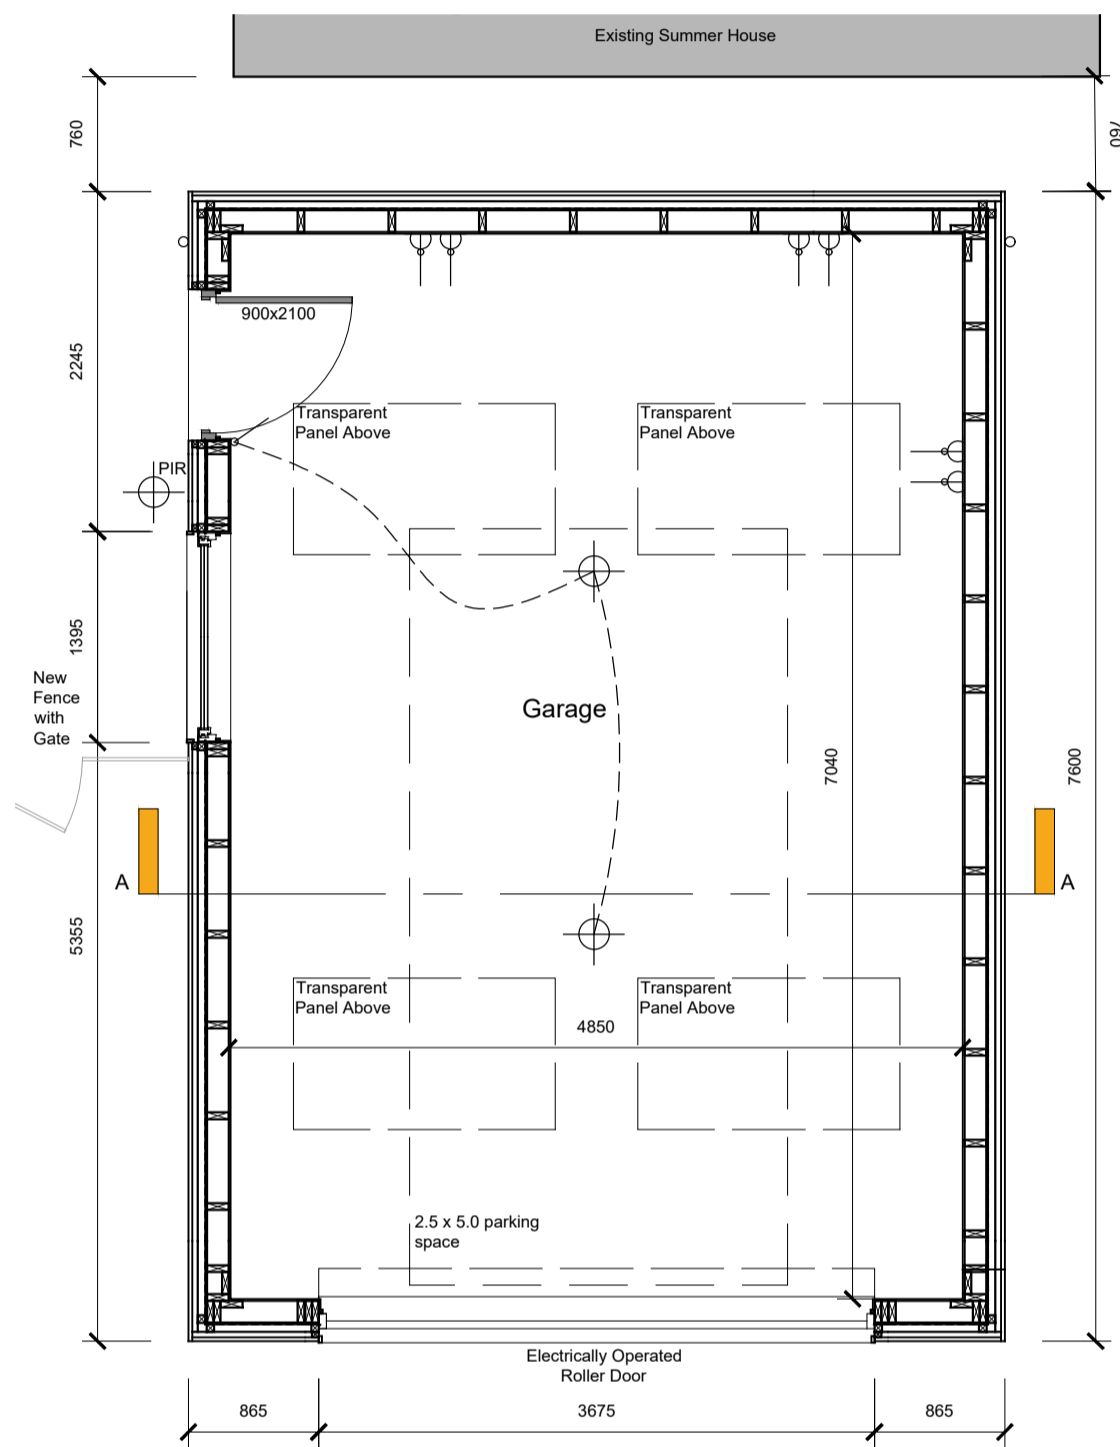 Existing Summer House
760
760
900x2100
2245
Transparent
Panel Above
Transparent
Panel Above
PIR
1395
New
Fence
with
Gate
Garage
7040
7600
A
A
5355
Transparent
Panel Above
Transparent
Panel Above
4850
2.5 x 5.0 parking
space
Electrically Operated
Roller Door
865
3675
865